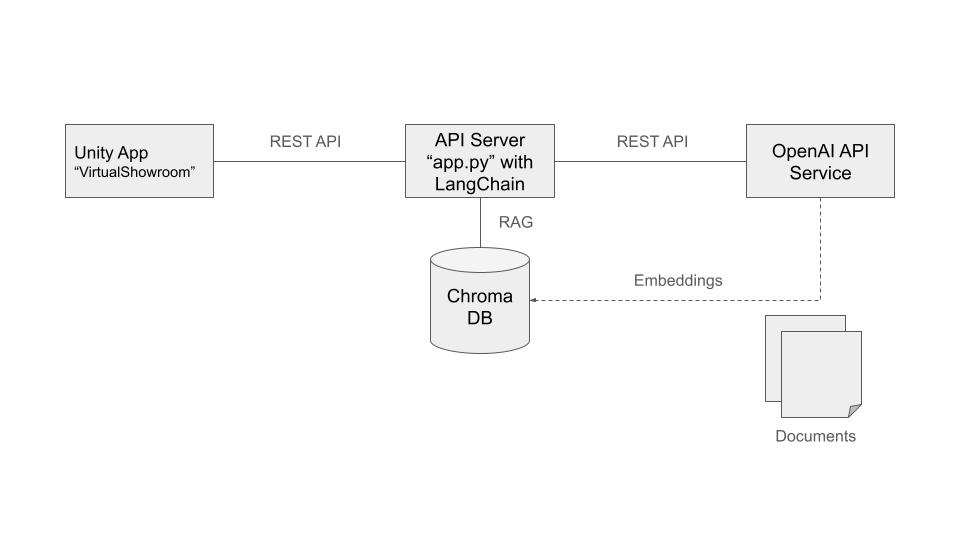 Unity App
“VirtualShowroom”
REST API
API Server
“app.py” with
LangChain
REST API
OpenAI API
Service
RAG
Chroma
DB
Embeddings
Documents